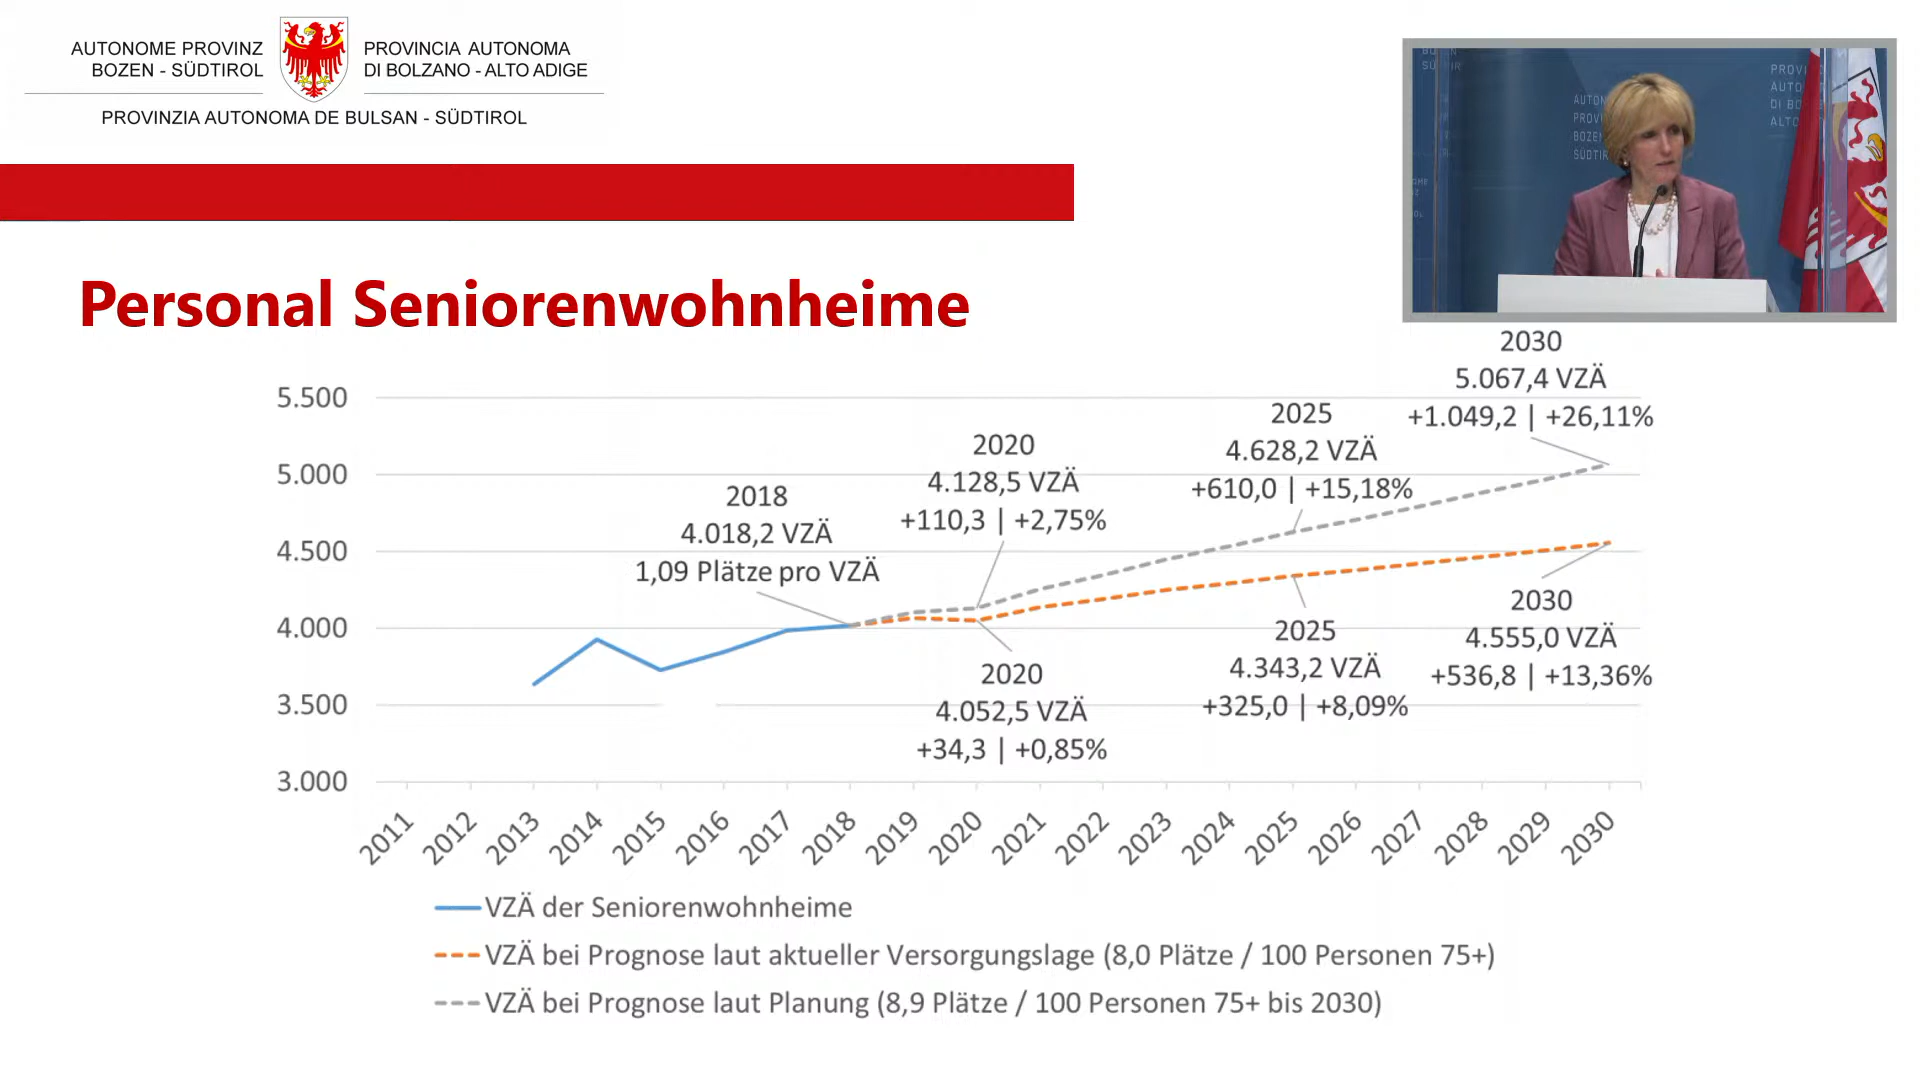 AUTONOME PROVINZ
BOZEN - SÜDTIROL
PROVINCIA AUTONOMA
DI BOLZANO - ALTO ADIGE
PROVINZIA AUTONOMA DE BULSAN - SÜDTIROL
Personal Seniorenwohnheime
5.500
5.000
4.500
4.000
3.500
3.000
2018
4.018,2 VZÄ
1,09 Plätze pro VZÄ
2020
4.128,5 VZÄ
+110,3 | +2,75%
2025
4.628,2 VZÄ
+610,0 | +15,18%
2030
5.067,4 VZÄ
+1.049,2 | +26,11%
2020
4.052,5 VZÄ
+34,3 | +0,85%
2025
4.343,2 VZÄ
+325,0 | +8,09%
2030
4.555,0 VZÄ
+536,8 | +13,36%
2011 2012 2013 2014 2015 2016 2017 2018 2019 2020 2021 2022 2023 2024 2025 2026 2027 2028 2029 2030
VZÄ der Seniorenwohnheime
VZÄ bei Prognose laut aktueller Versorgungslage (8,0 Plätze / 100 Personen 75+)
VZÄ bei Prognose laut Planung (8,9 Plätze / 100 Personen 75+ bis 2030)